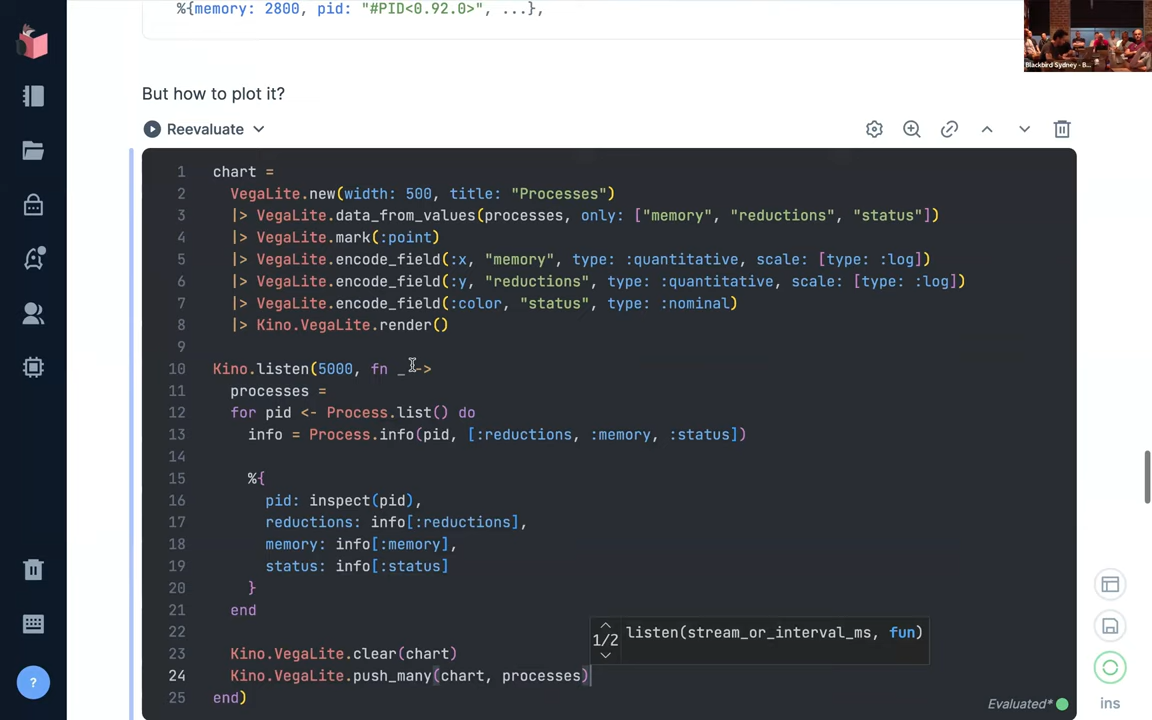 %{memory: 2800, pid: "#PID<0.92.0>", ...},
Blackbird Sydney - B...
But how to plot it?
Reevaluate
1 chart =
2 VegaLite.new(width: 500, title: "Processes")
3 |> VegaLite.data_from_values(processes, only: ["memory", "reductions", "status"])
4 |> VegaLite.mark(:point)
5 |> VegaLite.encode_field(:x, "memory", type: :quantitative, scale: [type: :log])
6 |> VegaLite.encode_field(:y, "reductions", type: :quantitative, scale: [type: :log])
7 |> VegaLite.encode_field(:color, "status", type: :nominal)
8 |> Kino.VegaLite.render()
9
10 Kino.listen(5000, fn _ ->
11 processes =
12 for pid <- Process.list() do
13 info = Process.info(pid, [:reductions, :memory, :status])
14
15 %{
16 pid: inspect(pid),
17 reductions: info[:reductions],
18 memory: info[:memory],
19 status: info[:status]
20 }
21 end
22
1/2 listen(stream_or_interval_ms, fun)
23 Kino.VegaLite.clear(chart)
24 Kino.VegaLite.push_many(chart, processes)
25 end)
Evaluated*
ins
?